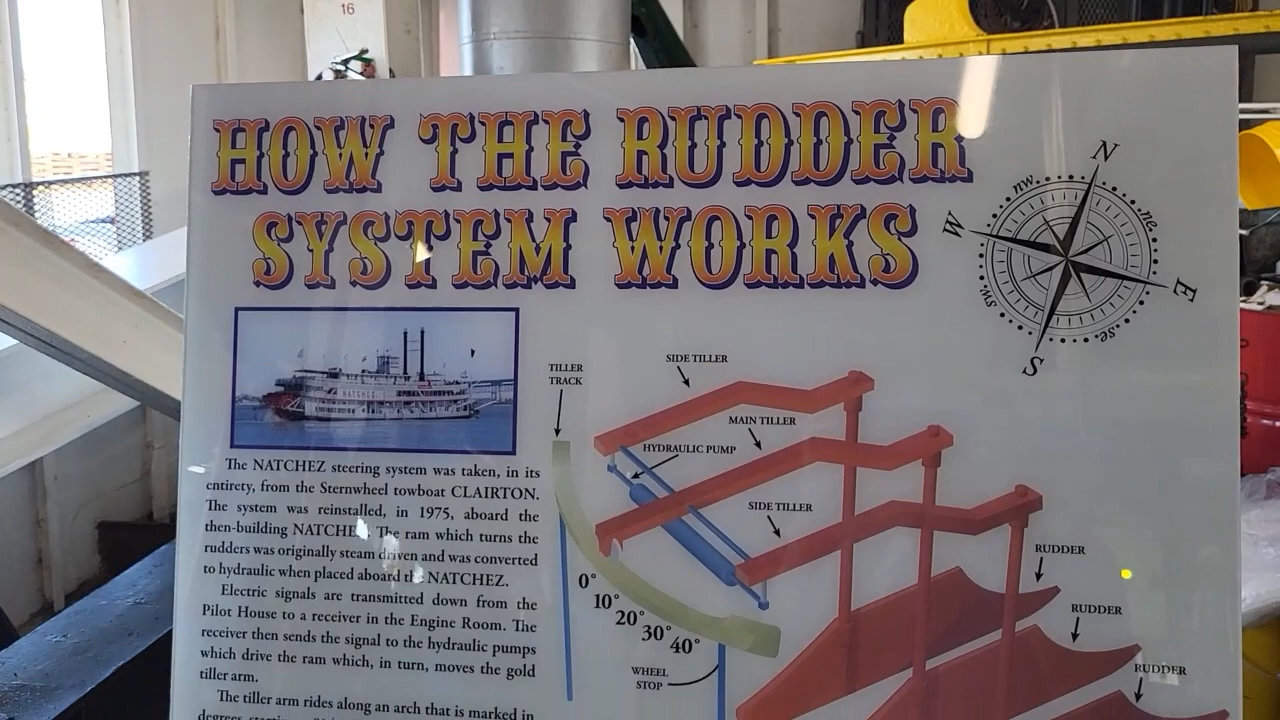 16
HOW THE RUDDER
SYSTEM WORKS
N
ne
E
se
S
sw
W
nw
NATCHEZ
The NATCHEZ steering system was taken, in its
entirety, from the Sternwheel towboat CLAIRTON.
The system was reinstalled, in 1975, aboard the
then-building NATCHEZ. The ram which turns the
rudders was originally steam driven and was converted
to hydraulic when placed aboard the NATCHEZ.
Electric signals are transmitted down from the
Pilot House to a receiver in the Engine Room. The
receiver then sends the signal to the hydraulic pumps
which drive the ram which, in turn, moves the gold
tiller arm.
The tiller arm rides along an arch that is marked in
TILLER
TRACK
SIDE TILLER
MAIN TILLER
HYDRAULIC PUMP
SIDE TILLER
0°
10°
20°
30°
40°
WHEEL
STOP
RUDDER
RUDDER
RUDDER